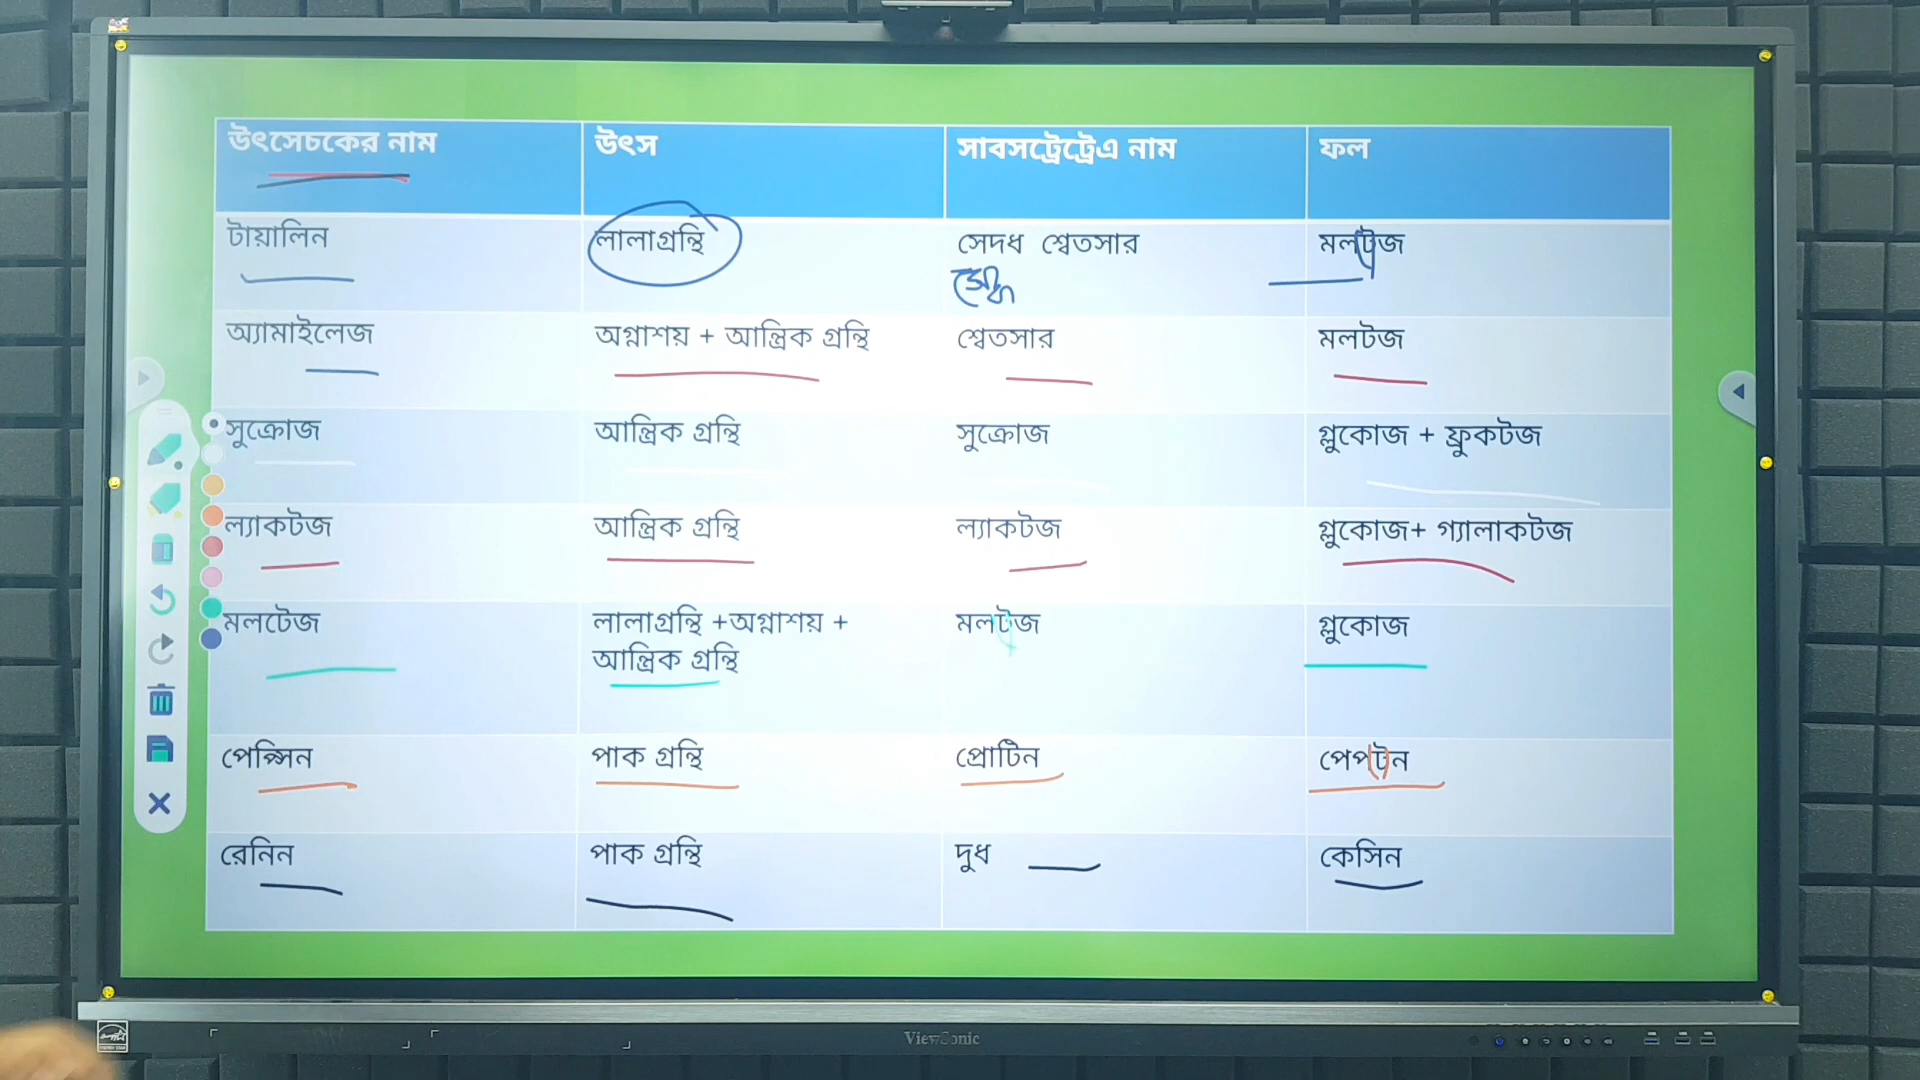 উৎসেচকের নাম উৎস সাবসট্রেট্রেএ নাম ফল
টায়ালিন লালাগ্রন্থি সেদধ শ্বেতসার মলটজ
অ্যামাইলেজ অগ্নাশয় + আন্ত্রিক গ্রন্থি শ্বেতসার মলটজ
সুক্রোজ আন্ত্রিক গ্রন্থি সুক্রোজ গ্লুকোজ + ফ্রুকটজ
ল্যাকটজ আন্ত্রিক গ্রন্থি ল্যাকটজ গ্লুকোজ+ গ্যালাকটজ
মলটেজ লালাগ্রন্থি +অগ্নাশয় + মলটজ গ্লুকোজ
আন্ত্রিক গ্রন্থি
পেপ্সিন পাক গ্রন্থি প্রোটিন পেপটন
রেনিন পাক গ্রন্থি দুধ কেসিন
ViewSonic